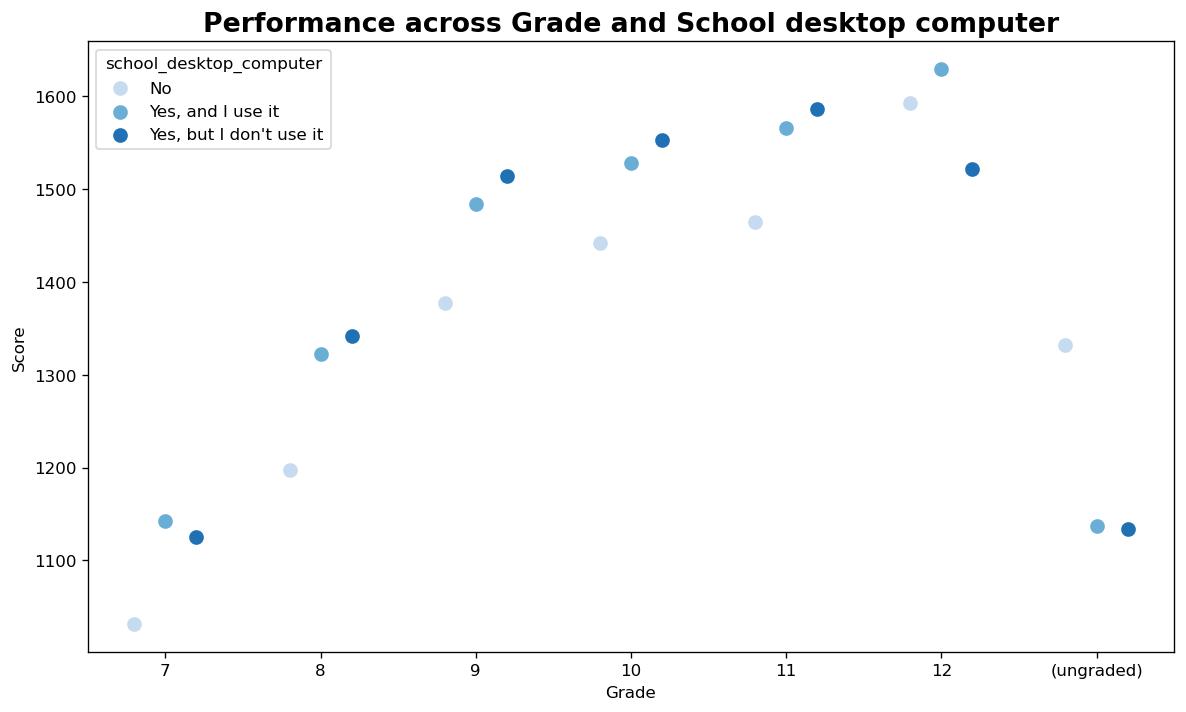 Performance across Grade and School desktop computer
school_desktop_computer
No
Yes, and I use it
Yes, but I don't use it
Score
1600
1500
1400
1300
1200
1100
7 8 9 10 11 12 (ungraded)
Grade